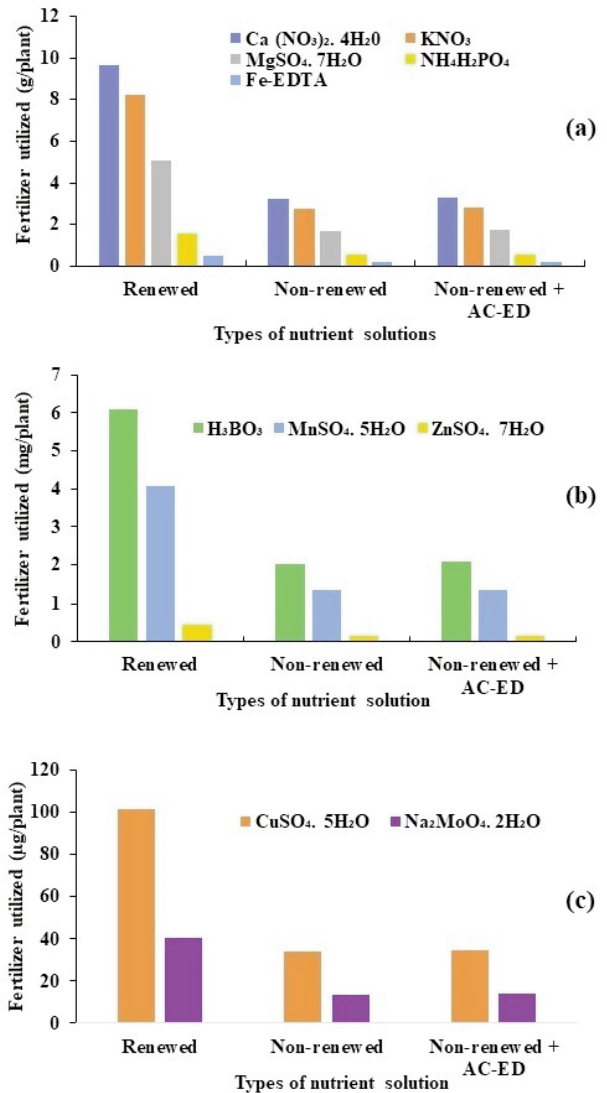 12
10
8
6
4
2
0
Fertilizer utilized (g/plant)
Ca (NO₃)₂. 4H₂0 KNO₃
MgSO₄. 7H₂O NH₄H₂PO₄
Fe-EDTA
(a)
Renewed Non-renewed Non-renewed +
AC-ED
Types of nutrient solutions
7
6
5
4
3
2
1
0
Fertilizer utilized (mg/plant)
H₃BO₃ MnSO₄. 5H₂O ZnSO₄. 7H₂O
(b)
Renewed Non-renewed Non-renewed +
AC-ED
Types of nutrient solution
120
100
80
60
40
20
0
Fertilizer utilized (µg/plant)
CuSO₄. 5H₂O Na₂MoO₄. 2H₂O
(c)
Renewed Non-renewed Non-renewed +
AC-ED
Types of nutrient solution